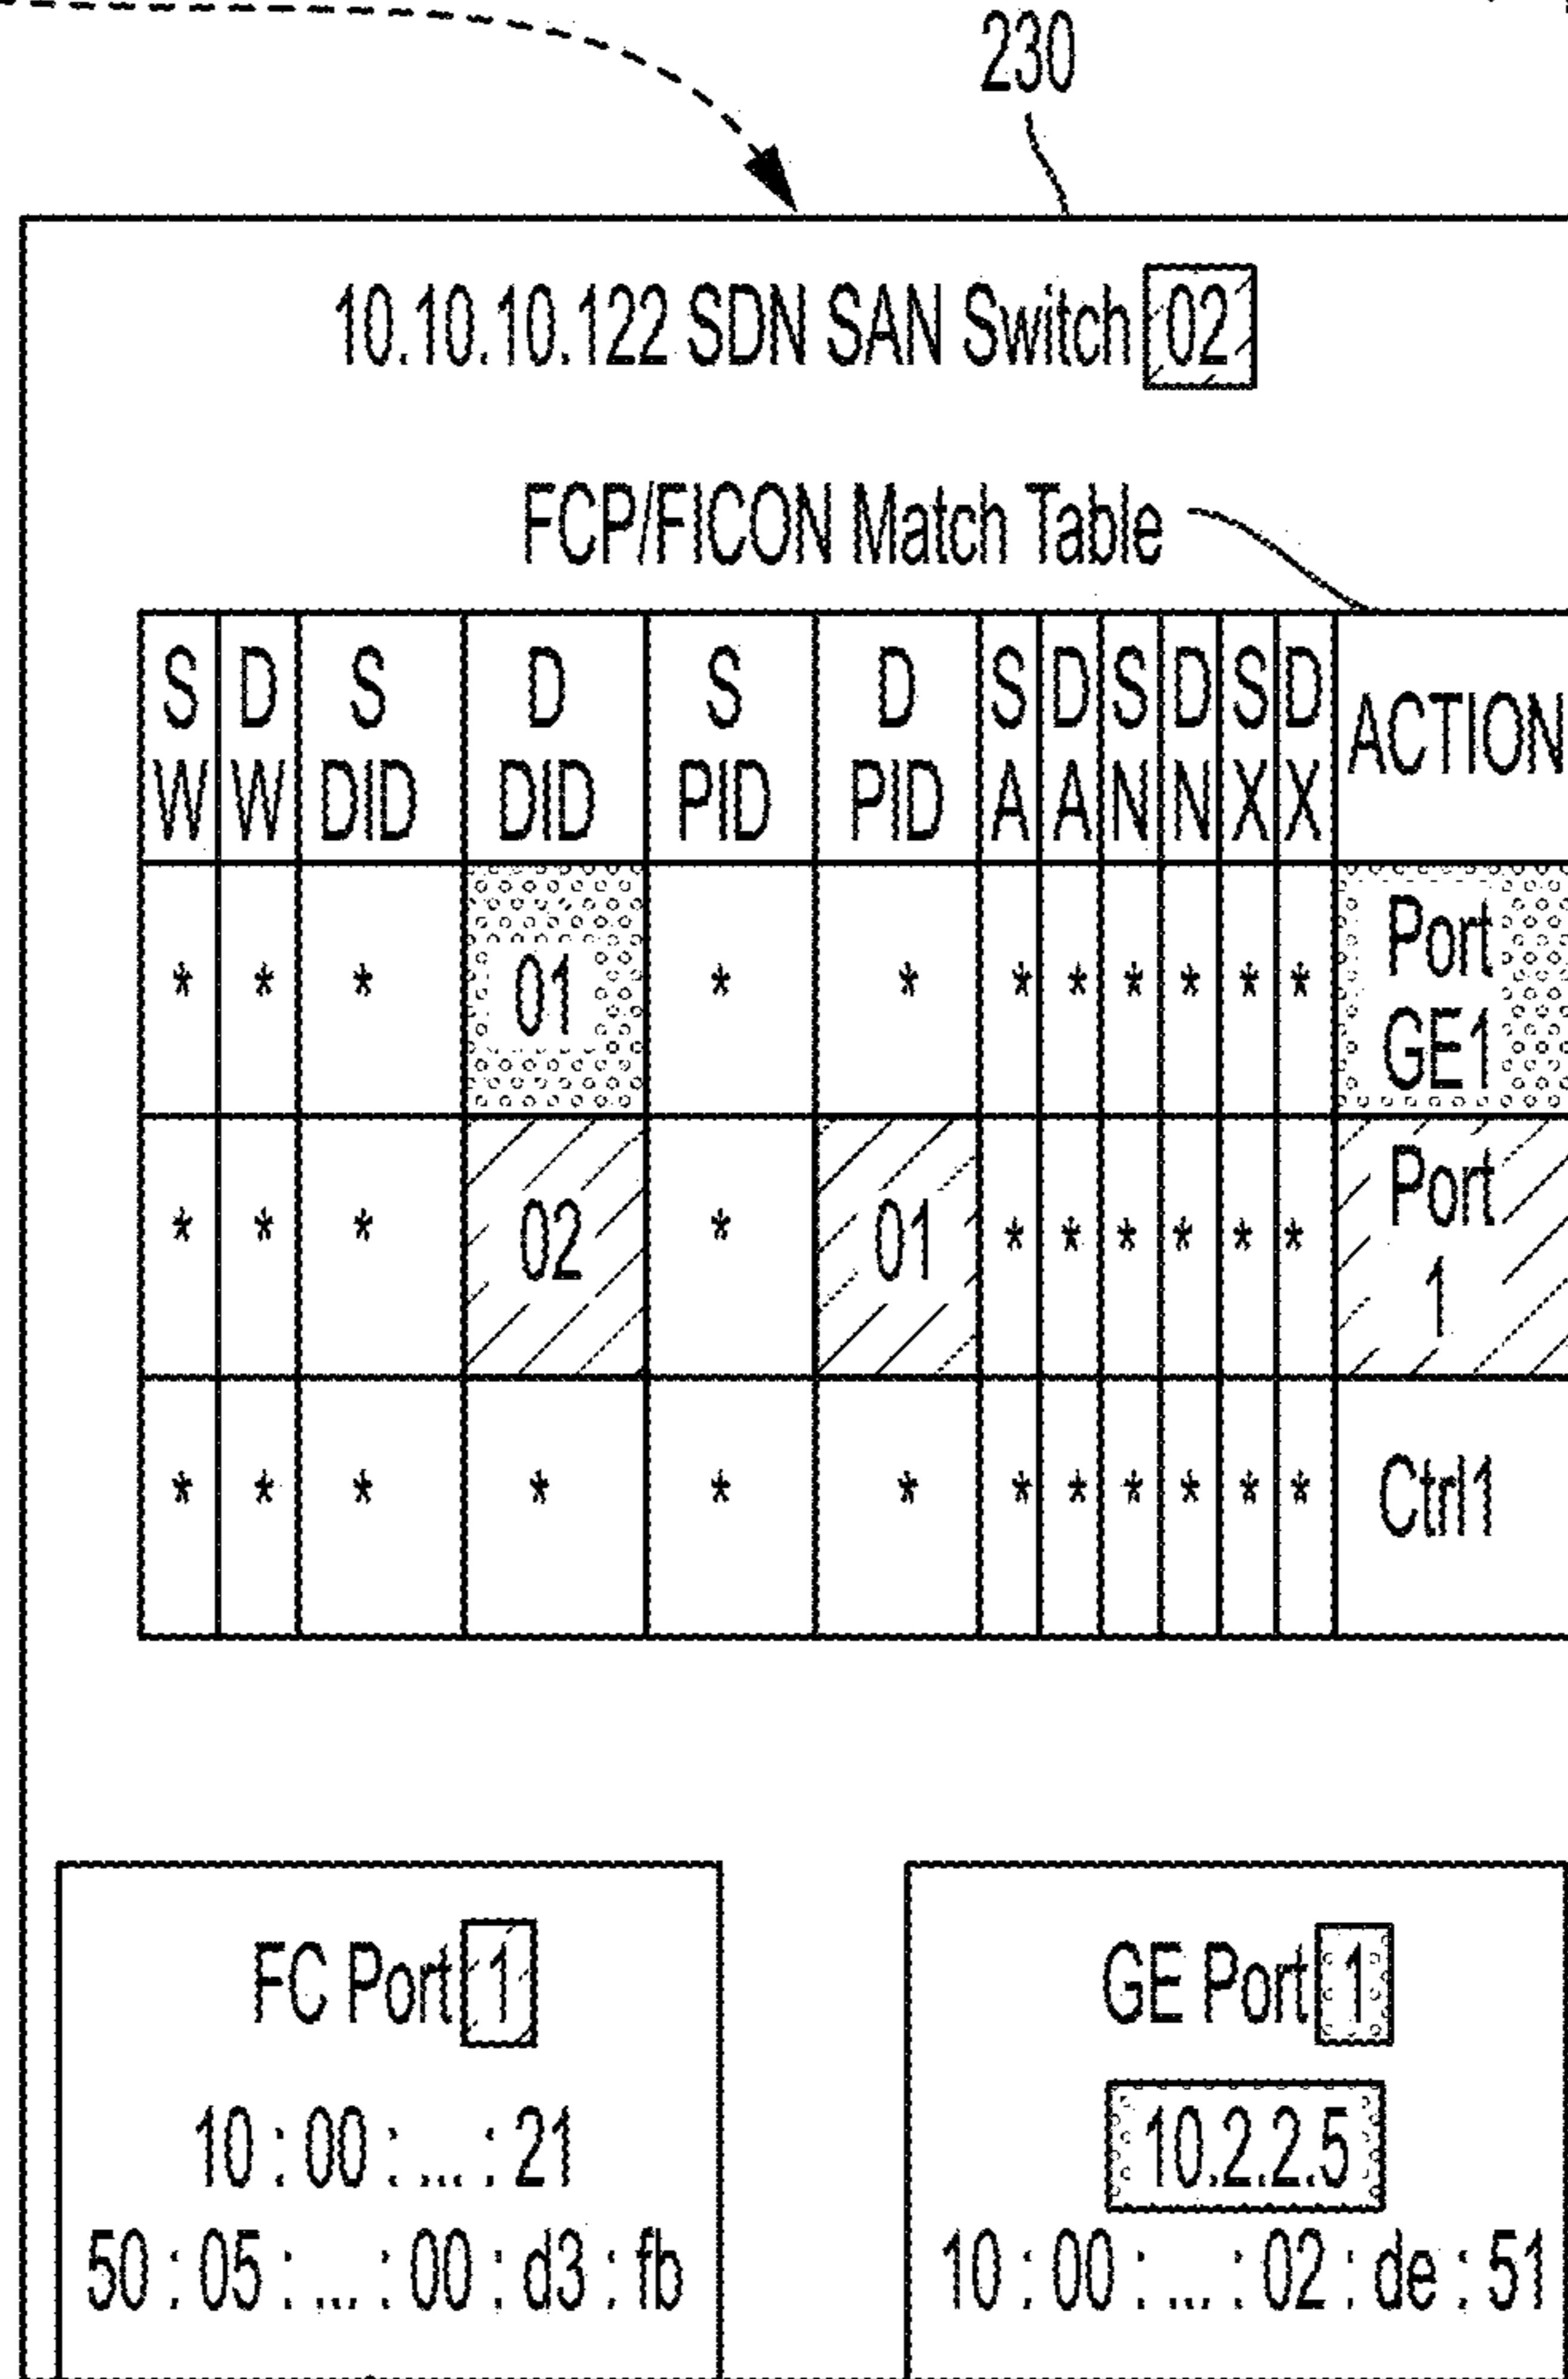 230
10.10.10.122 SDN SAN Switch 02
FCP/FICON Match Table
S D S D S D S D S D S D ACTION
W W DID DID PID PID A A N N X X
* * * 01 * * * * * * * * Port GE1
* * * 02 * 01 * * * * * * Port 1
* * * * * * * * * * * * Ctrl1
FC Port 1
10 : 00 : ... : 21
50 : 05 : ... : 00 : d3 : fb
GE Port 1
10.2.2.5
10 : 00 : ... : 02 : de : 51